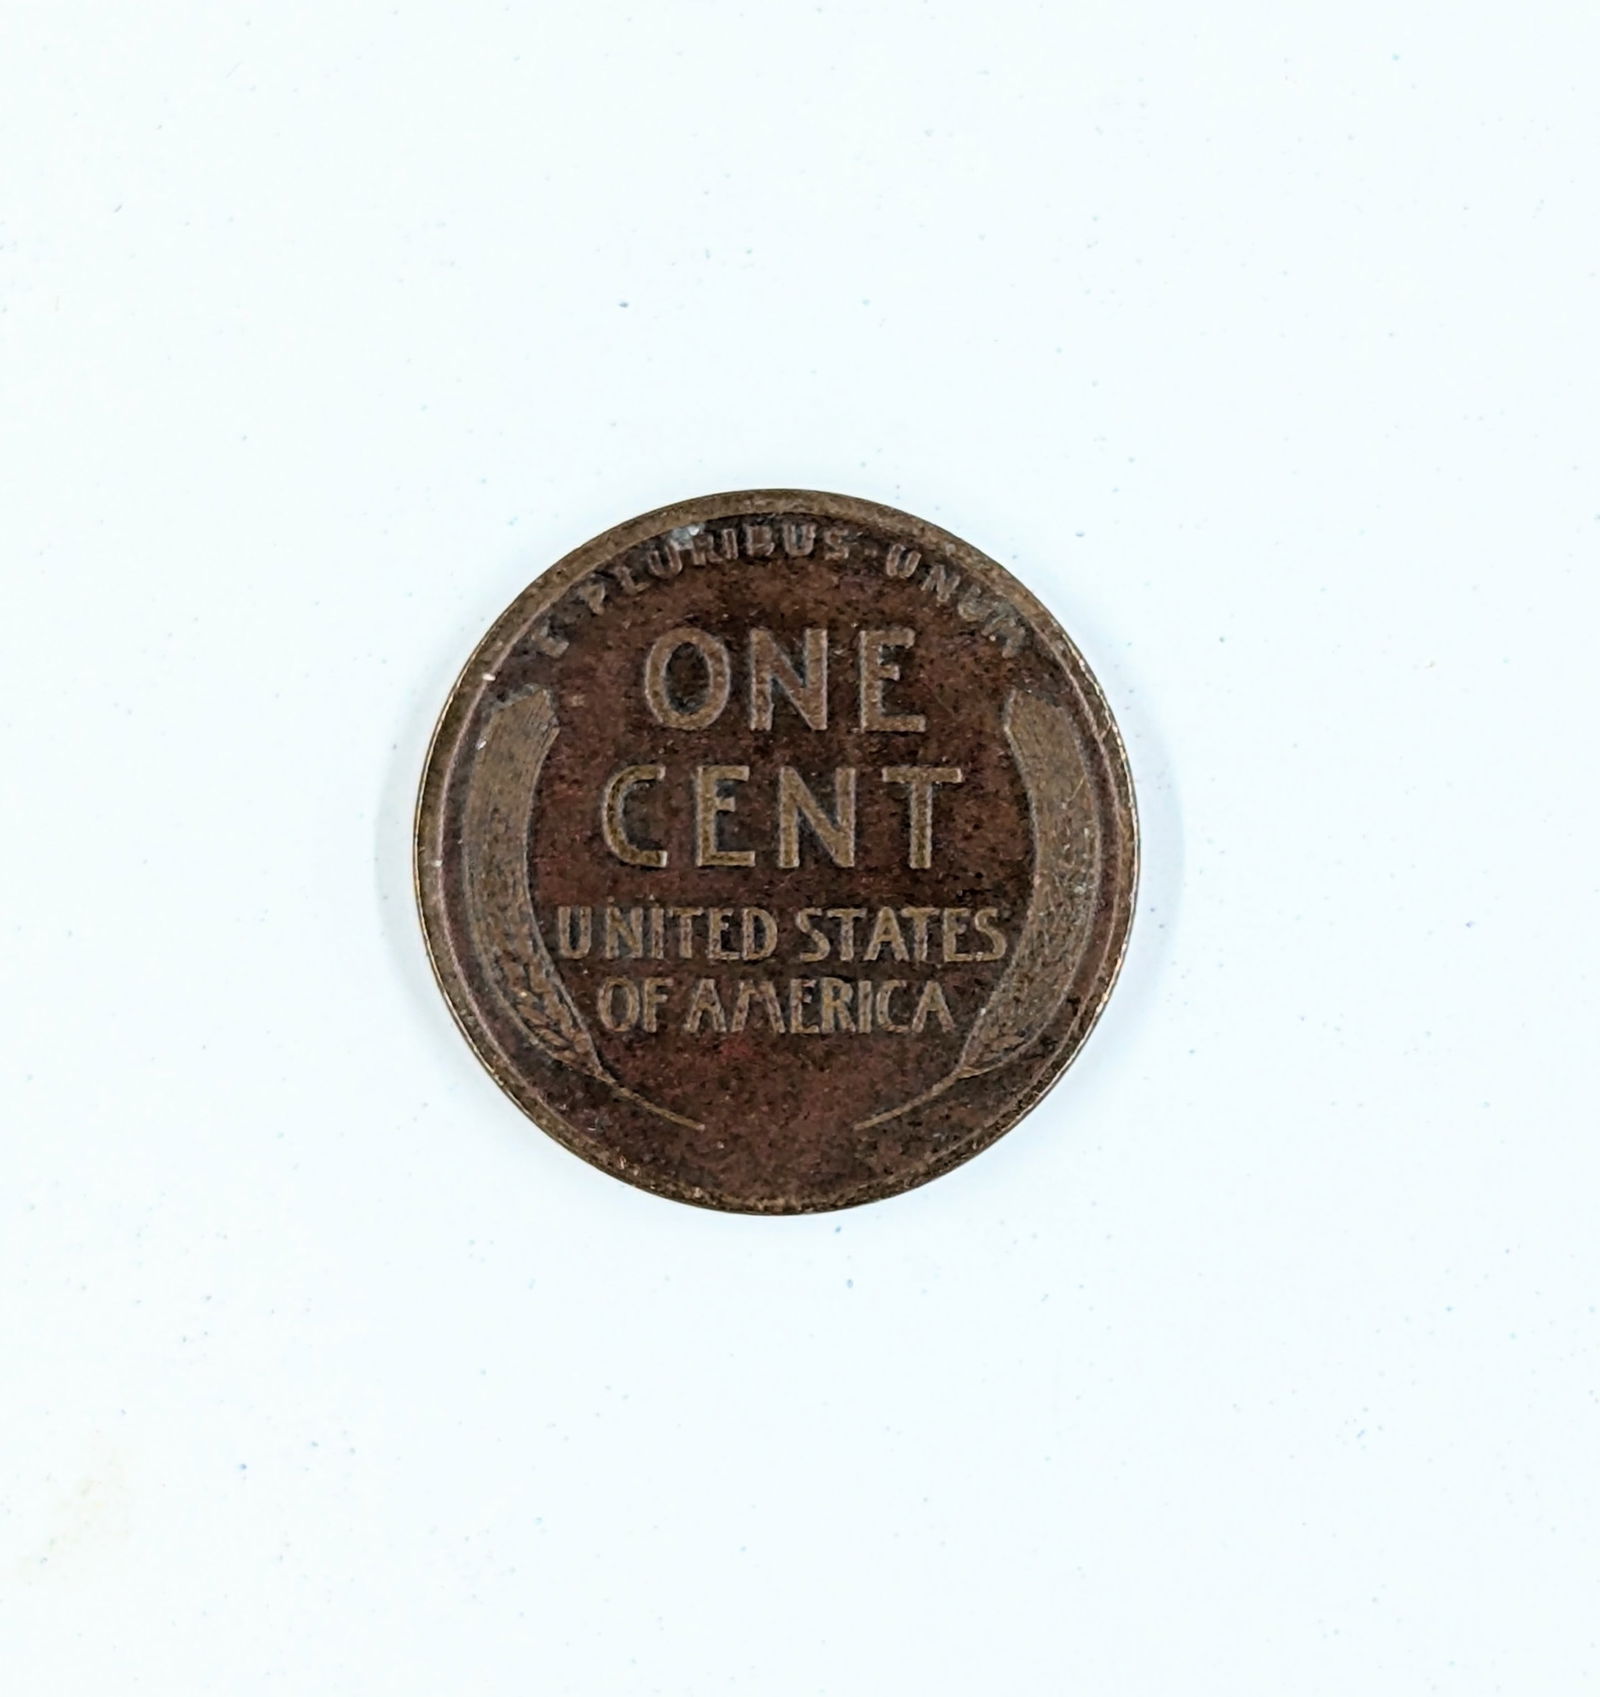 E·PLURIBUS·UNUM
ONE
CENT
UNITED STATES
OF AMERICA